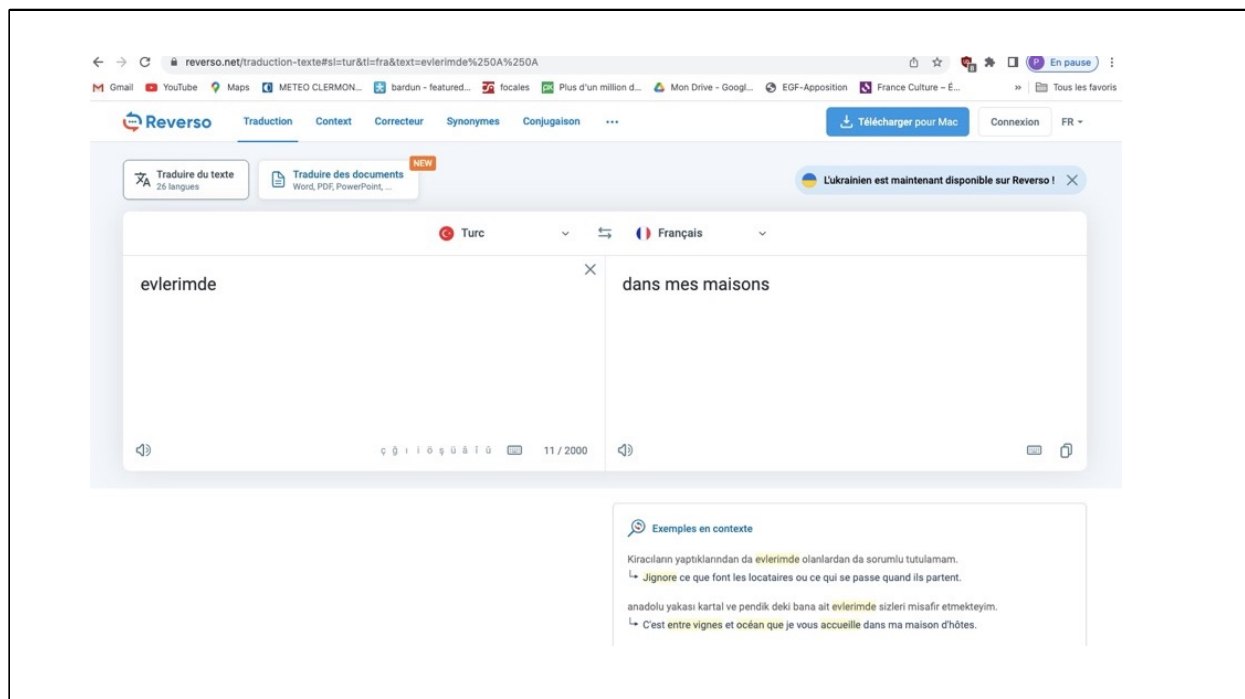 reverso.net/traduction-texte#sl=tur&tl=fra&text=evlerimde%250A%250A
P En pause
Gmail YouTube Maps METEO CLERMON... bardun - featured... focales Plus d'un million d... Mon Drive - Googl... EGF-Apposition France Culture – É... » Tous les favoris
Reverso Traduction Context Correcteur Synonymes Conjugaison ... Télécharger pour Mac Connexion FR
Traduire du texte
26 langues
Traduire des documents
Word, PDF, PowerPoint, ...
NEW
L'ukrainien est maintenant disponible sur Reverso !
Turc Français
evlerimde
dans mes maisons
ç ğ ı i ö ş ü â î û 11 / 2000
Exemples en contexte
Kiracıların yaptıklarından da evlerimde olanlardan da sorumlu tutulamam.
Jignore ce que font les locataires ou ce qui se passe quand ils partent.
anadolu yakası kartal ve pendik deki bana ait evlerimde sizleri misafir etmekteyim.
C'est entre vignes et océan que je vous accueille dans ma maison d'hôtes.